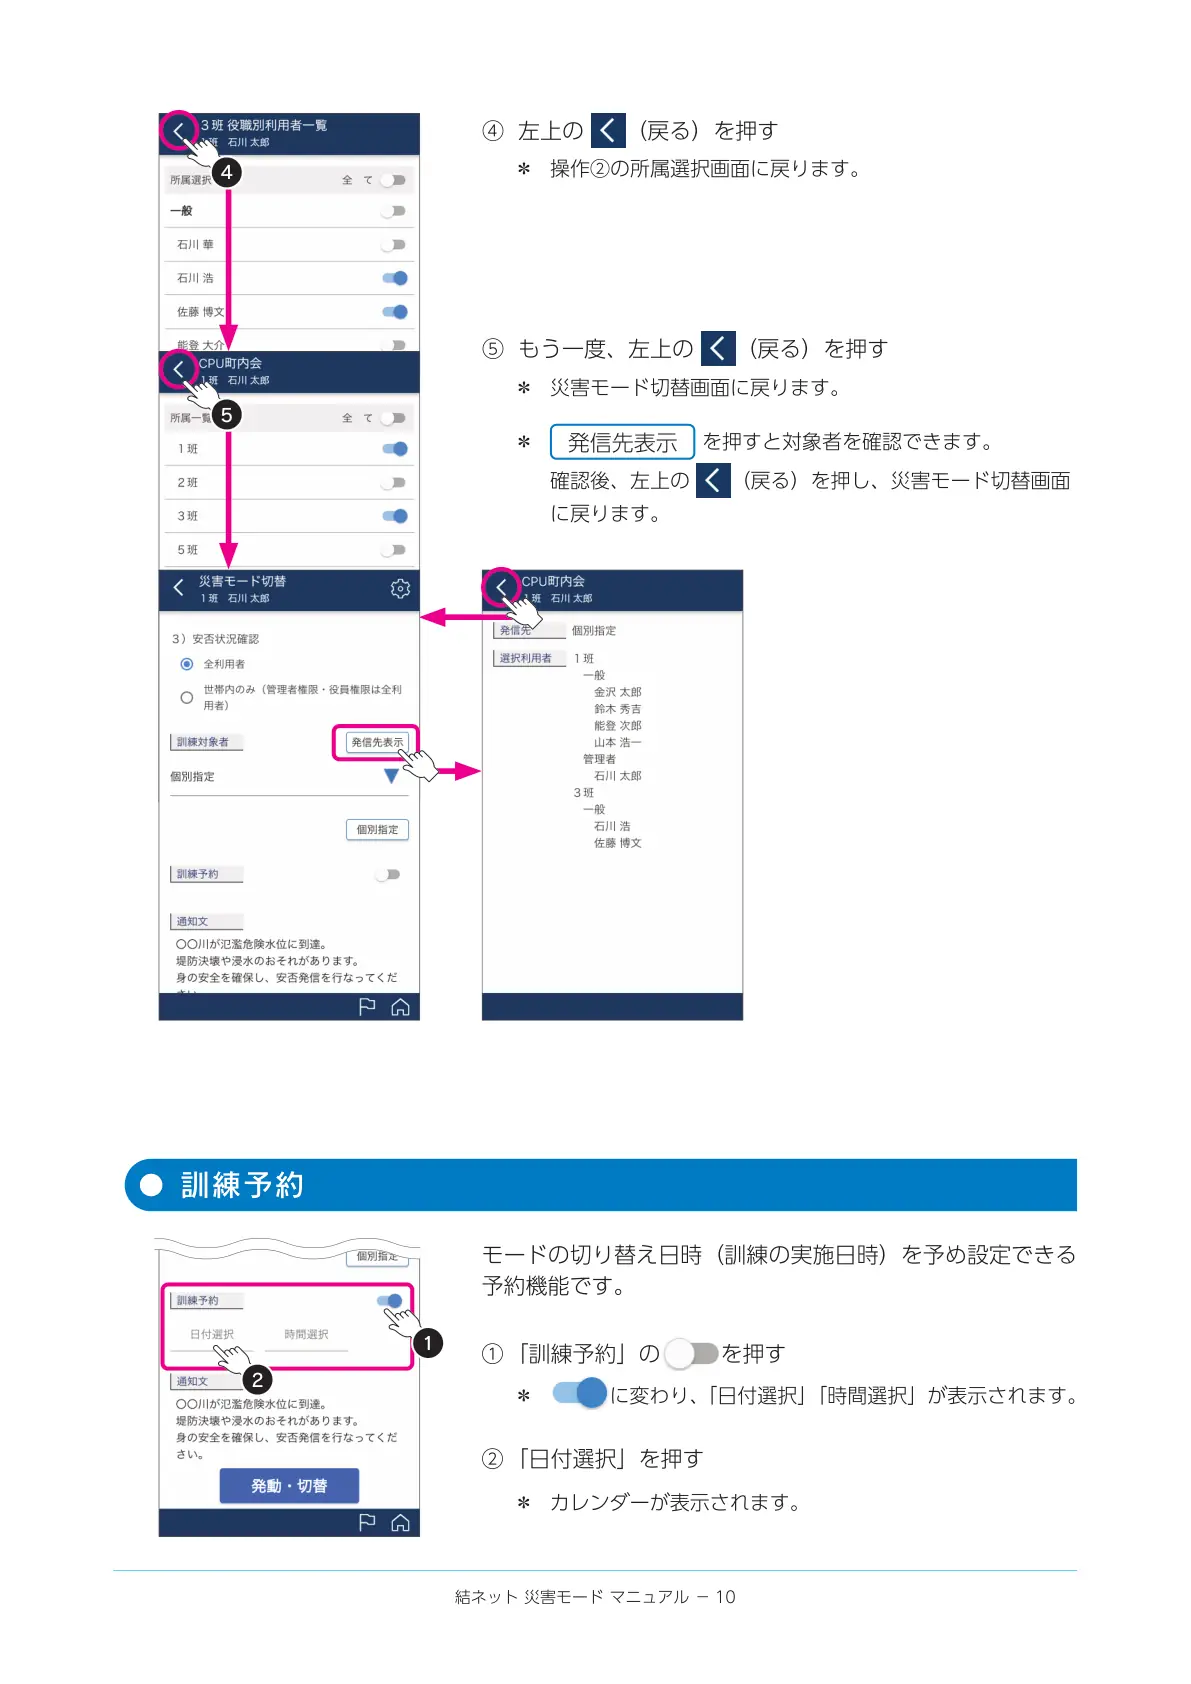 3班 役職別利用者一覧
1班 石川 太郎
4
所属選択
全 て
一般
石川 華
石川 浩
佐藤 博文
能登 大介
④ 左上の （戻る）を押す
＊ 操作②の所属選択画面に戻ります。
CPU町内会
1班 石川 太郎
5
所属一覧
全 て
1班
2班
3班
5班
⑤ もう一度、左上の （戻る）を押す
＊ 災害モード切替画面に戻ります。
＊ 発信先表示 を押すと対象者を確認できます。
確認後、左上の （戻る）を押し、災害モード切替画面
に戻ります。
災害モード切替
1班 石川 太郎
3）安否状況確認
全利用者
世帯内のみ（管理者権限・役員権限は全利
用者）
訓練対象者
発信先表示
個別指定
個別指定
訓練予約
通知文
〇〇川が氾濫危険水位に到達。
堤防決壊や浸水のおそれがあります。
身の安全を確保し、安否発信を行なってくだ
さい。
CPU町内会
1班 石川 太郎
発信先 個別指定
選択利用者 1班
一般
金沢 太郎
鈴木 秀吉
能登 次郎
山本 浩一
管理者
石川 太郎
3班
一般
石川 浩
佐藤 博文
訓練予約
個別指定
訓練予約
1
日付選択 時間選択
2
通知文
〇〇川が氾濫危険水位に到達。
堤防決壊や浸水のおそれがあります。
身の安全を確保し、安否発信を行なってくだ
さい。
発動・切替
モードの切り替え日時（訓練の実施日時）を予め設定できる
予約機能です。
①「訓練予約」の を押す
＊ に変わり、「日付選択」「時間選択」が表示されます。
②「日付選択」を押す
＊ カレンダーが表示されます。
結ネット 災害モード マニュアル － 10